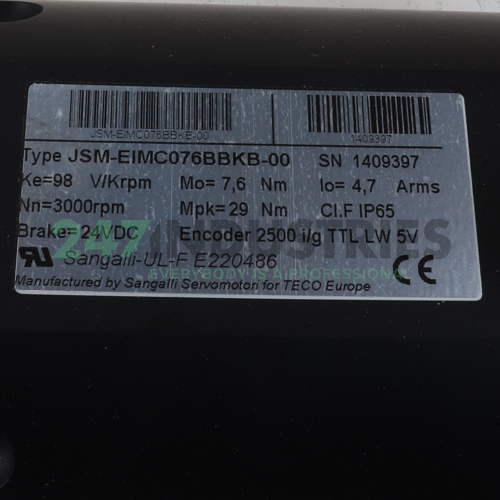 JSM-EIMC076BBKB-00 1409397
Type JSM-EIMC076BBKB-00 SN 1409397
Ke=98 V/Krpm Mo= 7,6 Nm Io= 4,7 Arms
Nn=3000rpm Mpk=29 Nm Cl.F IP65
Brake=24VDC Encoder 2500 i/g TTL LW 5V
Sangalli-UL-F E220486
Manufactured by Sangalli Servomotori for TECO Europe
247 INDUSTRIES
EVERYBODY IS A PROFESSIONAL